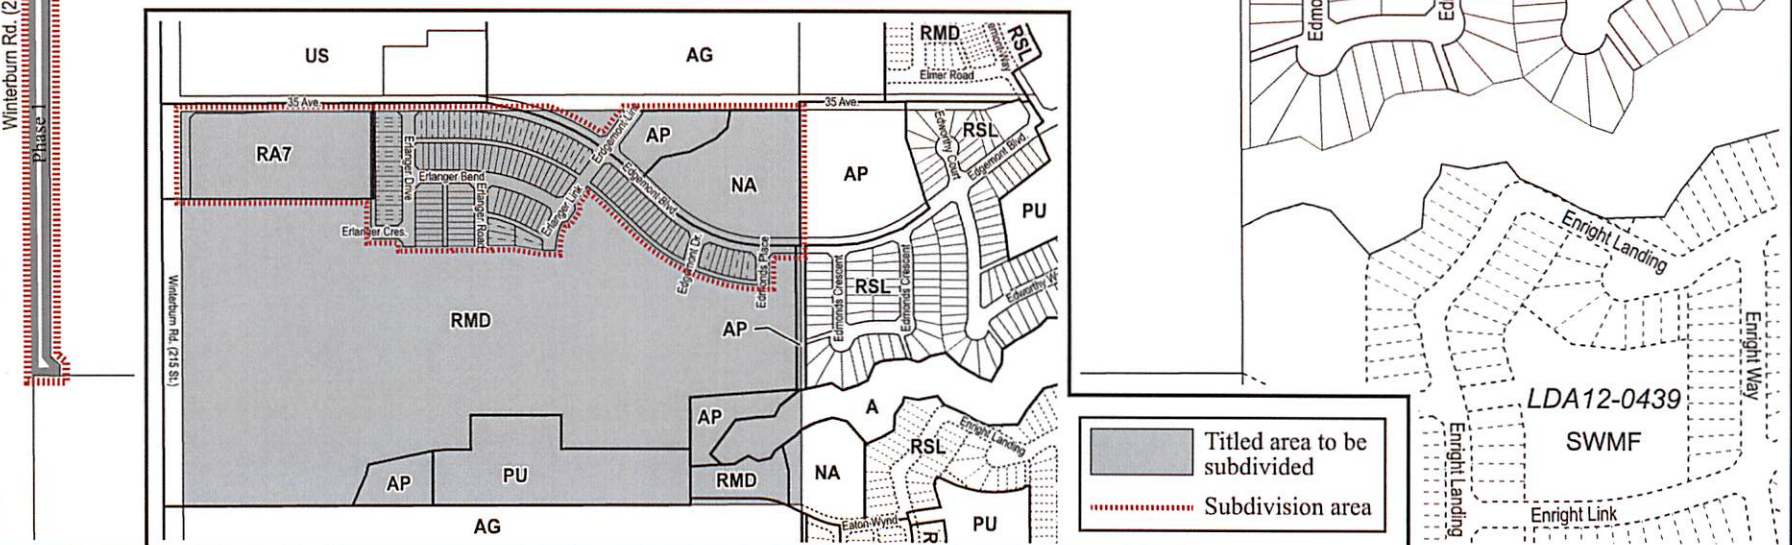 Winterburn Rd. (2
Phase 1
US
AG
RMD
RSL
Elmer Road
35 Ave.
35 Ave.
RA7
Erlanger Drive
Erlanger Bend
Erlanger Road
Erlanger Link
Erlanger Cres.
Edgemont Link
Edgemont Blvd.
AP
NA
AP
Edworthy Court
RSL
Edgemont Blvd.
PU
Edgemont Dr.
Edmonds Place
Edmonds Crescent
RSL
Edmonds Crescent
Edworthy W
Winterburn Rd. (215 St.)
RMD
AP
AP
A
RSL
Enright Landing
AP
PU
RMD
NA
AG
Eaton Wynd
R
PU
Titled area to be
subdivided
Subdivision area
Edmo
Ed
Enright Landing
Enright Way
LDA12-0439
SWMF
Enright Landing
Enright Link